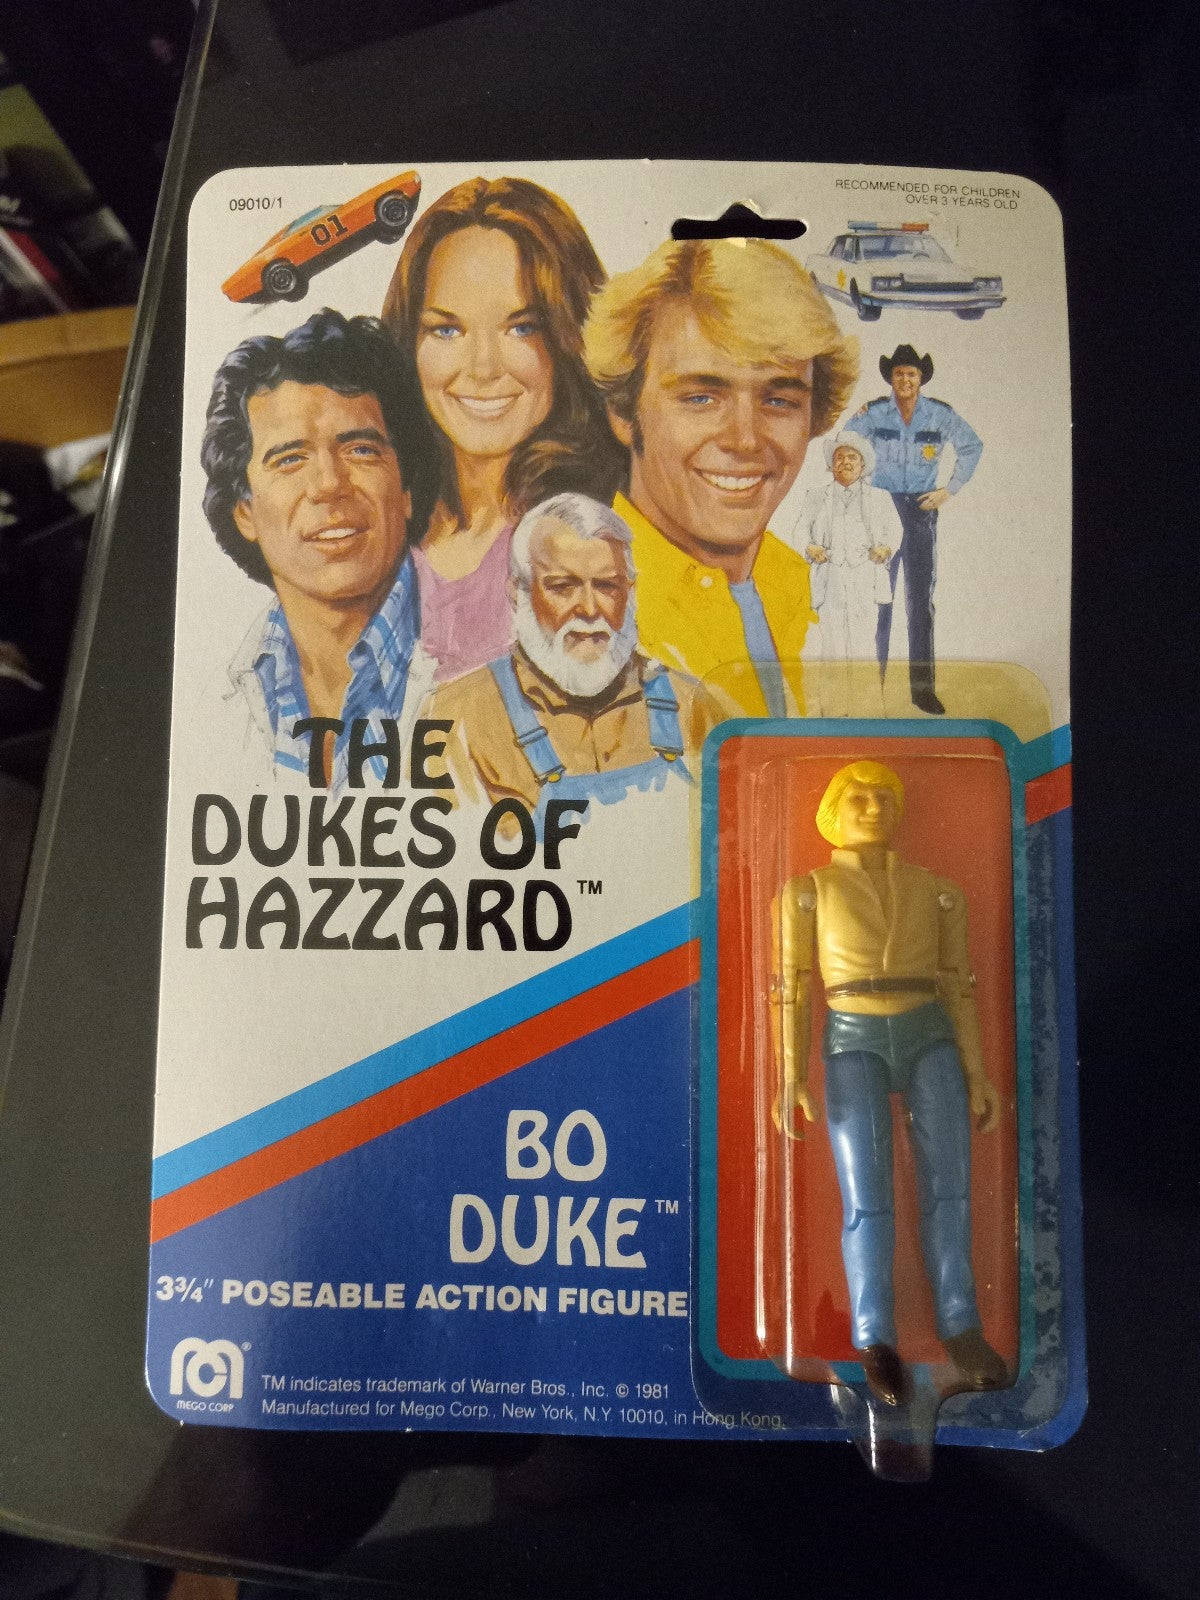 09010/1
RECOMMENDED FOR CHILDREN
OVER 3 YEARS OLD
01
THE
DUKES OF
HAZZARD™
BO
DUKE™
3¾" POSEABLE ACTION FIGURE
MEGO CORP ®
TM indicates trademark of Warner Bros., Inc. © 1981
Manufactured for Mego Corp., New York, N.Y. 10010, in Hong Kong.